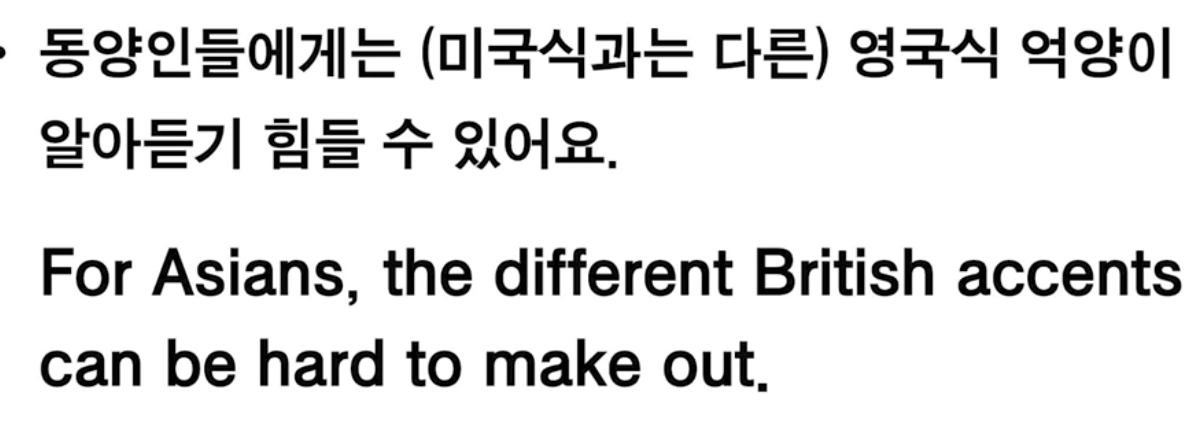 • 동양인들에게는 (미국식과는 다른) 영국식 억양이
알아듣기 힘들 수 있어요.
For Asians, the different British accents
can be hard to make out.